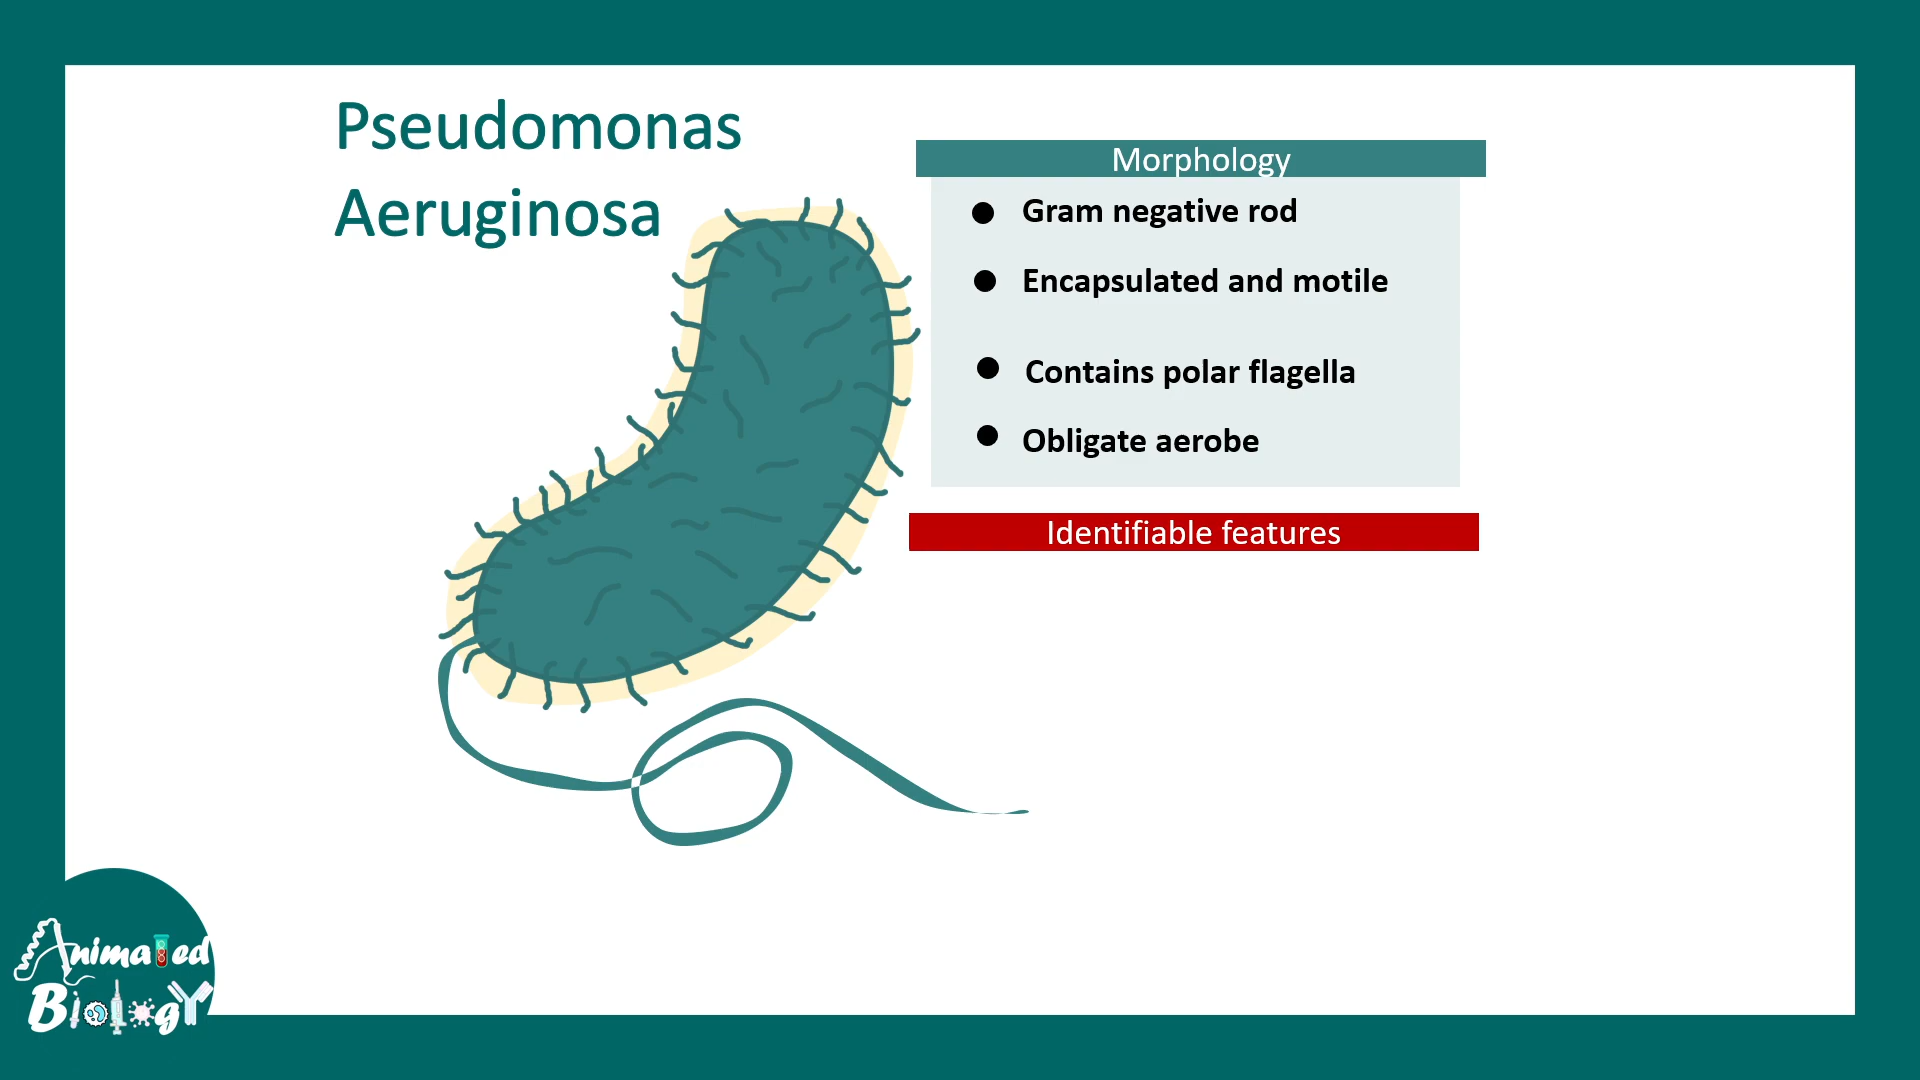 Pseudomonas
Aeruginosa
Morphology
Gram negative rod
Encapsulated and motile
Contains polar flagella
Obligate aerobe
Identifiable features
Animated
Biology